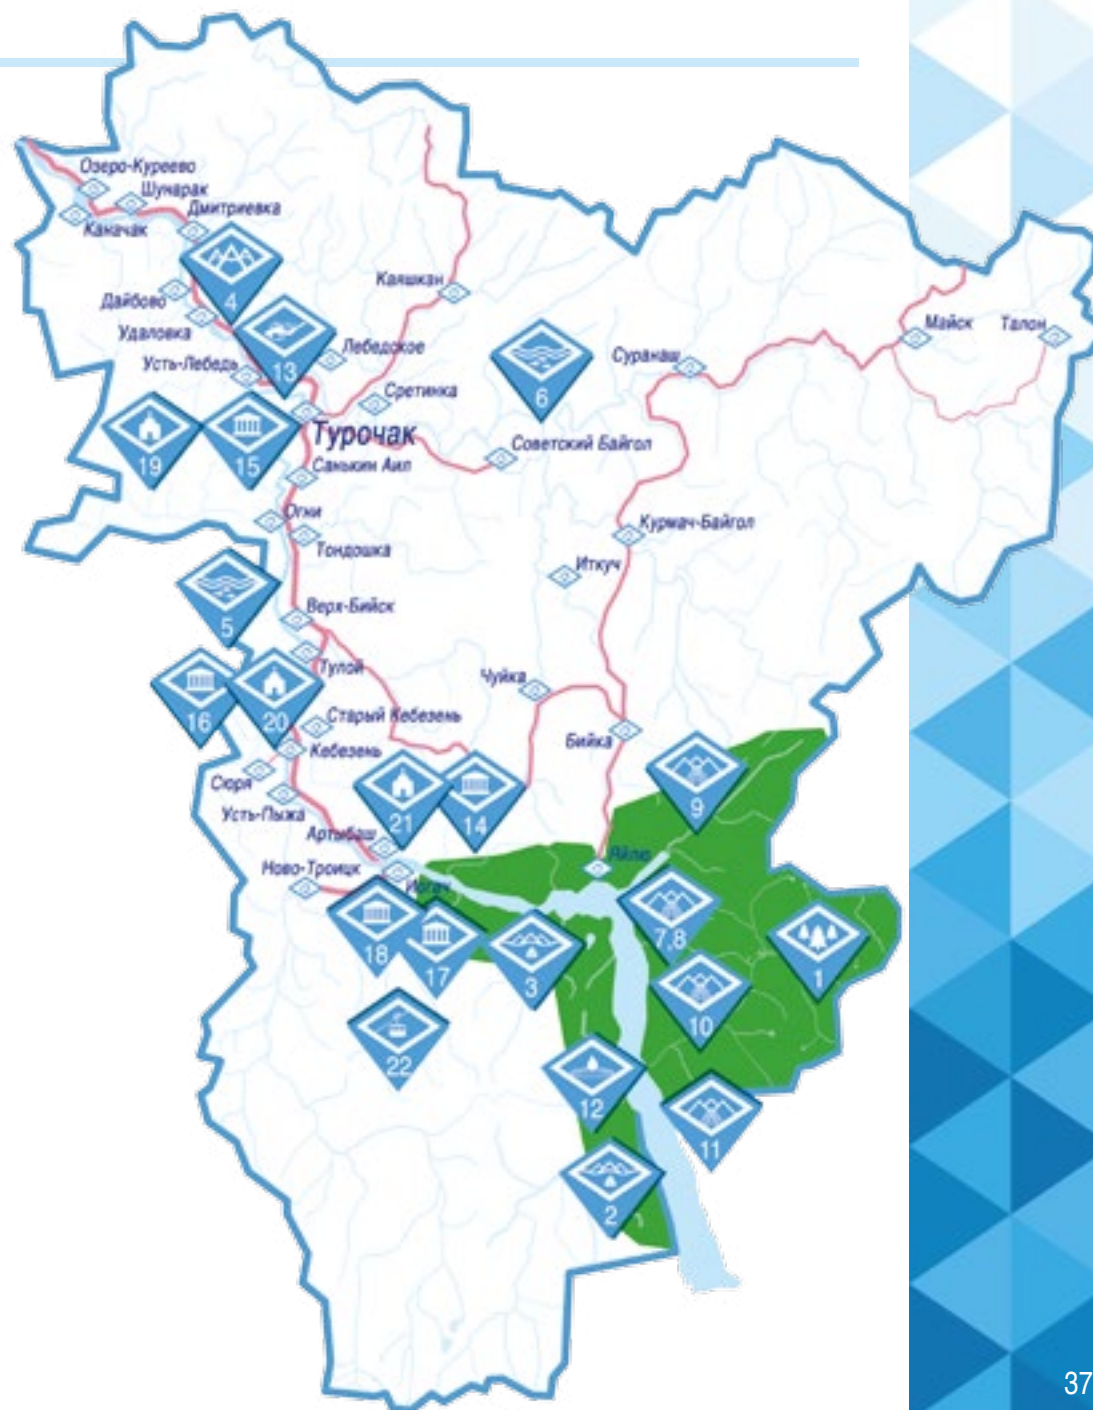 Озеро-Куреево
Шунарак
Дмитриевка
Каначак
4
Каяшкан
Дайбово
Удаловка
Майск
Талон
Лебедское
Усть-Лебедь
13
Суранаш
6
Сретинка
Турочак
Советский Байгол
19
15
Санькин Аил
Огни
Курмач-Байгол
Тондошка
Иткуч
Верх-Бийск
5
Тулой
Чуйка
16
20
Старый Кебезень
Кебезень
Бийка
Сюря
Усть-Пыжа
21
14
9
Артыбаш
Яйлю
Ново-Троицк
Иогач
7,8
18
17
3
1
10
22
12
11
2
37